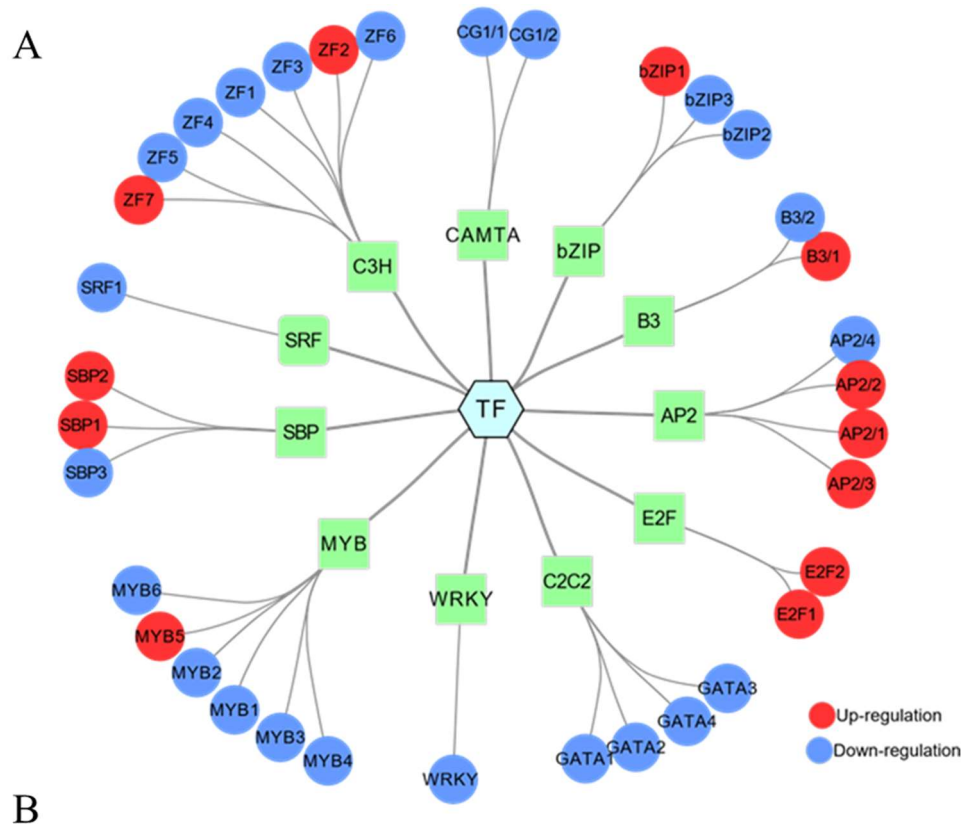 A
ZF2
ZF6
CG1/1
CG1/2
ZF3
bZIP1
ZF1
bZIP3
ZF4
bZIP2
ZF5
ZF7
B3/2
CAMTA
bZIP
B3/1
C3H
SRF1
B3
SRF
AP2/4
SBP2
AP2/2
TF
AP2
SBP1
SBP
AP2/1
SBP3
AP2/3
E2F
MYB
E2F2
C2C2
MYB6
WRKY
E2F1
MYB5
MYB2
GATA3
MYB1
Up-regulation
GATA4
MYB3
GATA2
Down-regulation
MYB4
GATA1
WRKY
B